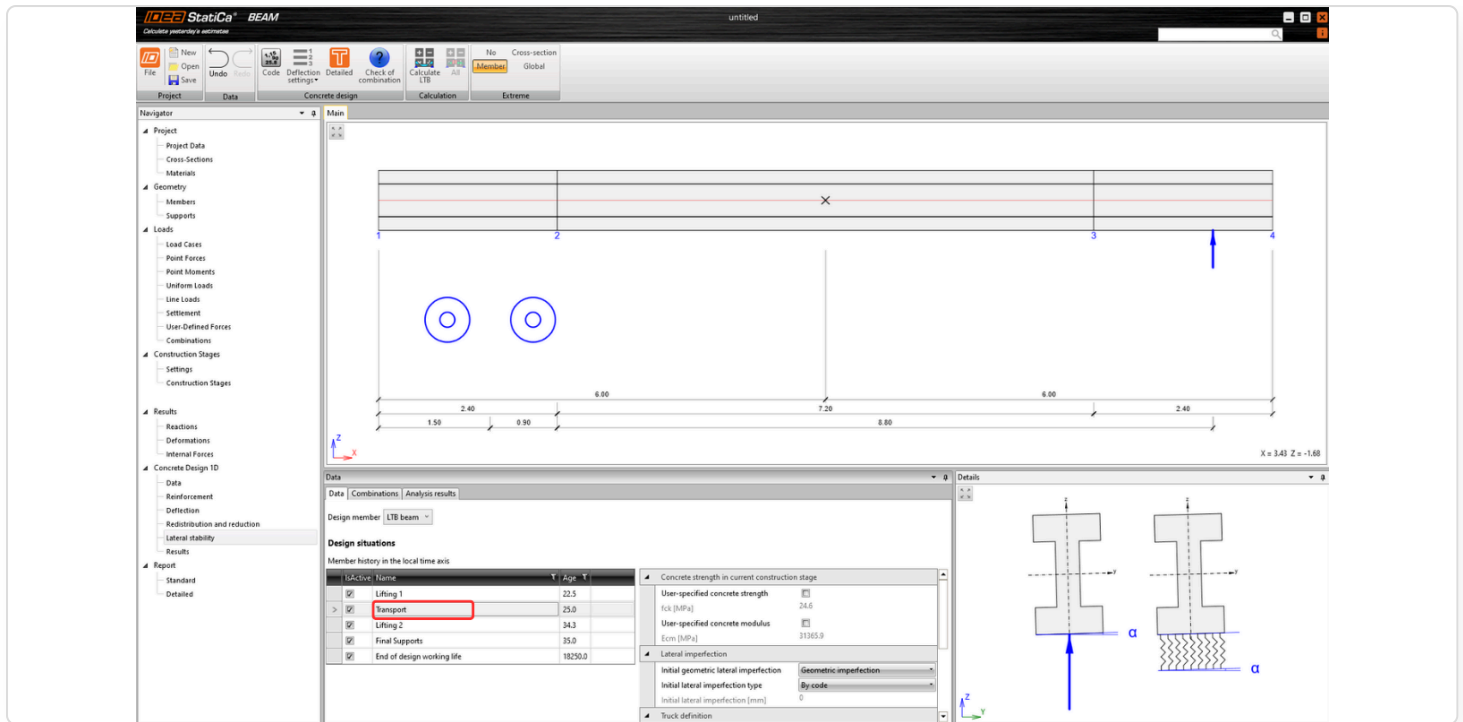 IDEA StatiCa® BEAM
untitled
Calculate yesterday's estimates
File
New
Open
Save
Undo
Redo
Code
Deflection settings
Detailed
Check of combination
Calculate LTB
All
No
Cross-section
Member
Global
Project
Data
Concrete design
Calculation
Extreme
Navigator
Project
Project Data
Cross-Sections
Materials
Geometry
Members
Supports
Loads
Load Cases
Point Forces
Point Moments
Uniform Loads
Line Loads
Settlement
User-Defined Forces
Combinations
Construction Stages
Settings
Construction Stages
Results
Reactions
Deformations
Internal Forces
Concrete Design 1D
Data
Reinforcement
Deflection
Redistribution and reduction
Lateral stability
Results
Report
Standard
Detailed
Main
1 2 3 4
6.00 6.00
2.40 7.20 2.40
1.50 0.90 8.80
Z
X
X = 3.43 Z = -1.68
Data
Data Combinations Analysis results
Design member LTB beam
Design situations
Member history in the local time axis
IsActive Name Age
Lifting 1 22.5
Transport 25.0
Lifting 2 34.3
Final Supports 35.0
End of design working life 18250.0
Concrete strength in current construction stage
User-specified concrete strength
fck [MPa] 24.6
User-specified concrete modulus
Ecm [MPa] 31365.9
Lateral imperfection
Initial geometric lateral imperfection Geometric imperfection
Initial lateral imperfection type By code
Initial lateral imperfection [mm] 0
Truck definition
Details
z z
y y
α
α
Z
Y